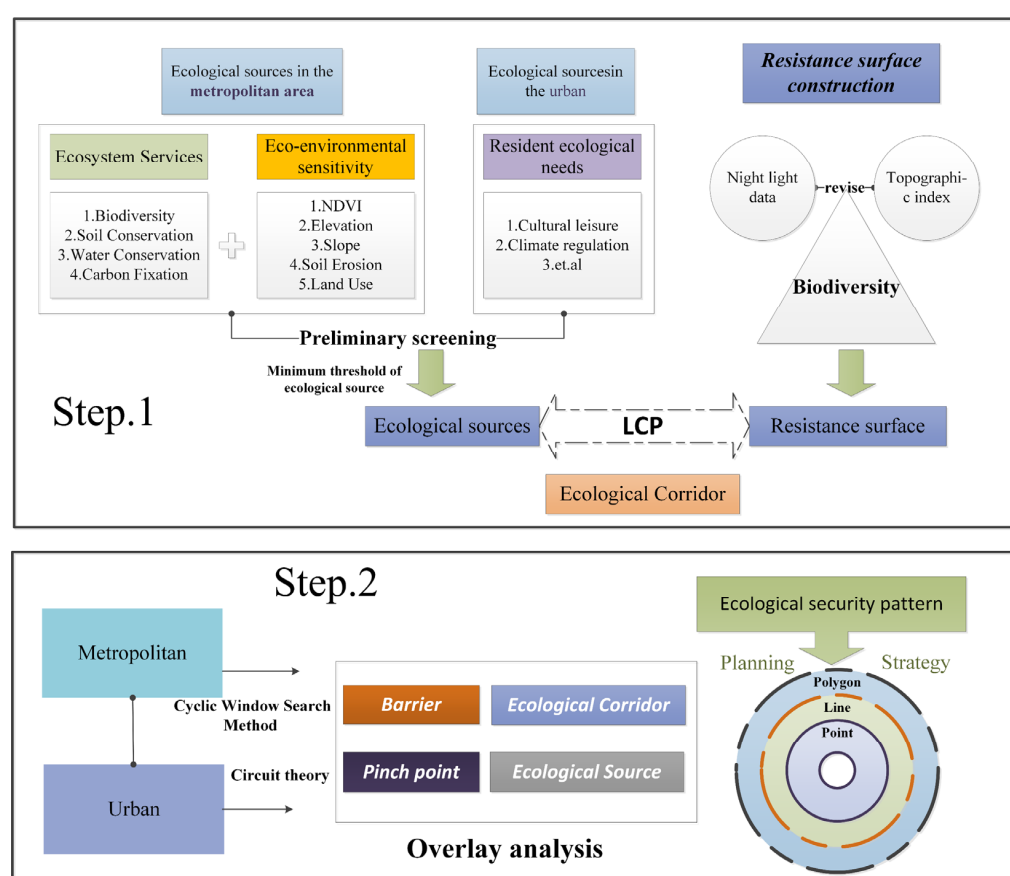 Ecological sources in the
metropolitan area
Ecological sourcesin
the urban
Resistance surface
construction
Ecosystem Services
Eco-environmental
sensitivity
Resident ecological
needs
1.Biodiversity
2.Soil Conservation
3.Water Conservation
4.Carbon Fixation
1.NDVI
2.Elevation
3.Slope
4.Soil Erosion
5.Land Use
1.Cultural leisure
2.Climate regulation
3.et.al
Night light
data
revise
Topographi-
c index
Biodiversity
Preliminary screening
Minimum threshold of
ecological source
Step.1
Ecological sources
LCP
Resistance surface
Ecological Corridor
Step.2
Metropolitan
Cyclic Window Search
Method
Circuit theory
Urban
Barrier
Ecological Corridor
Pinch point
Ecological Source
Overlay analysis
Ecological security pattern
Planning
Strategy
Polygon
Line
Point